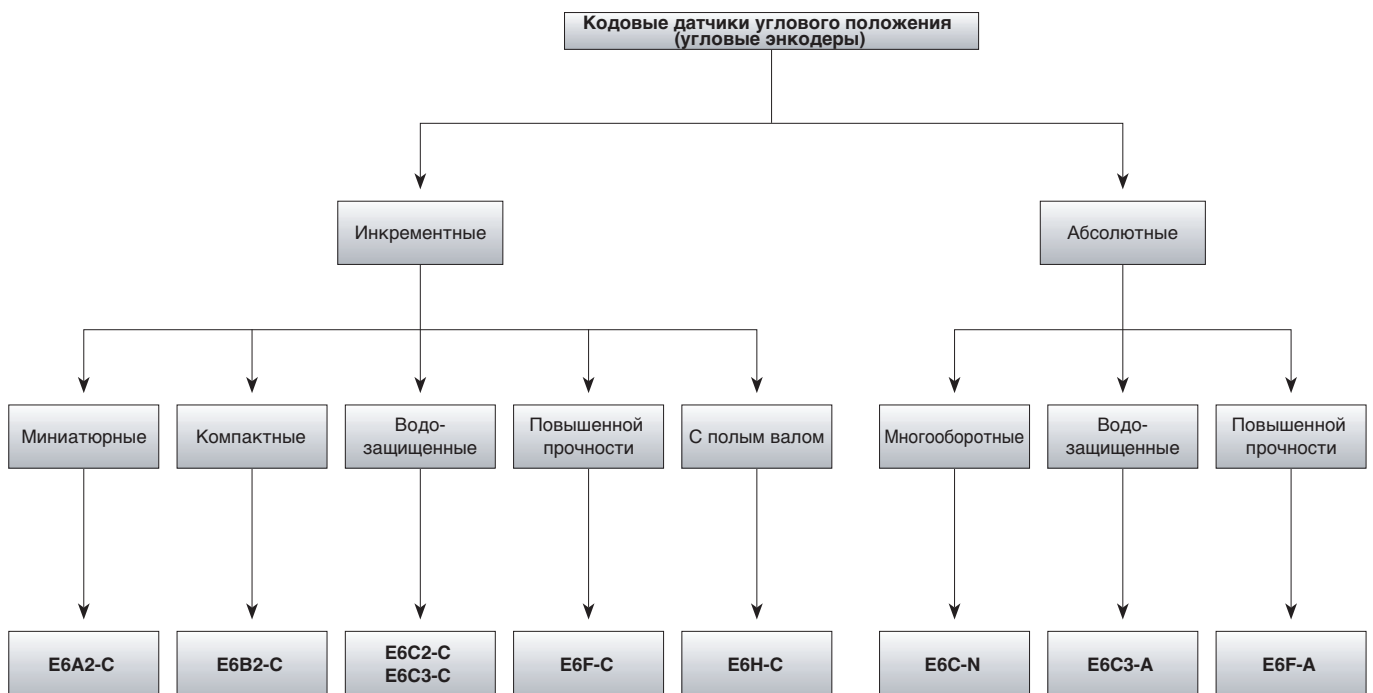 Кодовые датчики углового положения
(угловые энкодеры)
Инкрементные
Абсолютные
Миниатюрные
Компактные
Водо-
защищенные
Повышенной
прочности
С полым валом
Многооборотные
Водо-
защищенные
Повышенной
прочности
E6A2-C
E6B2-C
E6C2-C
E6C3-C
E6F-C
E6H-C
E6C-N
E6C3-A
E6F-A